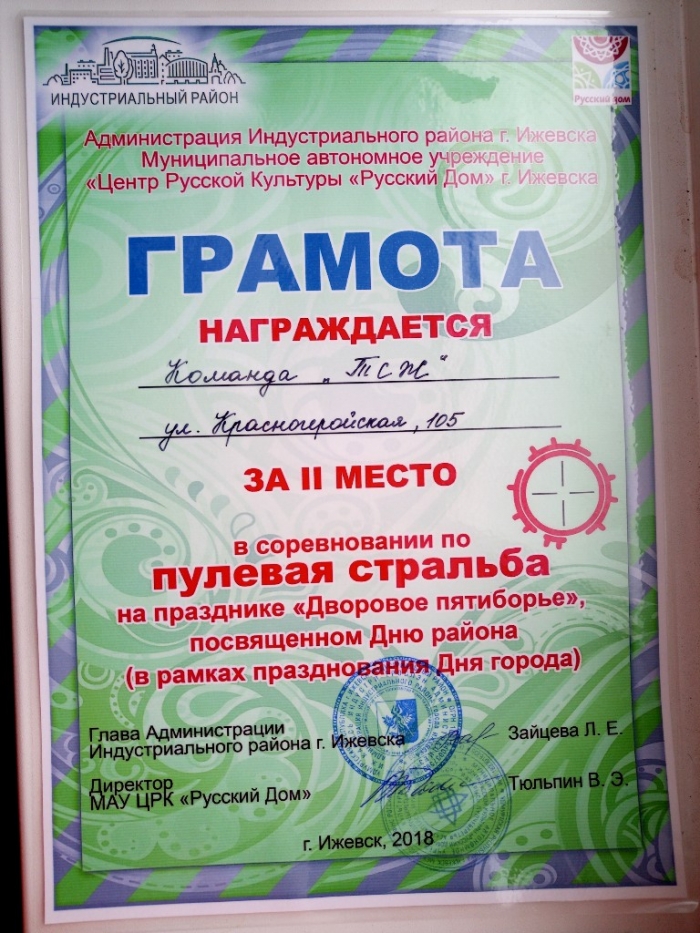 ИНДУСТРИАЛЬНЫЙ РАЙОН
Русский дом
Администрация Индустриального района г. Ижевска
Муниципальное автономное учреждение
«Центр Русской Культуры «Русский Дом» г. Ижевска
ГРАМОТА
НАГРАЖДАЕТСЯ
Команда „ТСЖ“
ул. Красногеройская, 105
ЗА II МЕСТО
в соревновании по
пулевая стральба
на празднике «Дворовое пятиборье»,
посвященном Дню района
(в рамках празднования Дня города)
Глава Администрации
Индустриального района г. Ижевска
Зайцева Л. Е.
Директор
МАУ ЦРК «Русский Дом»
Тюльпин В. Э.
г. Ижевск, 2018